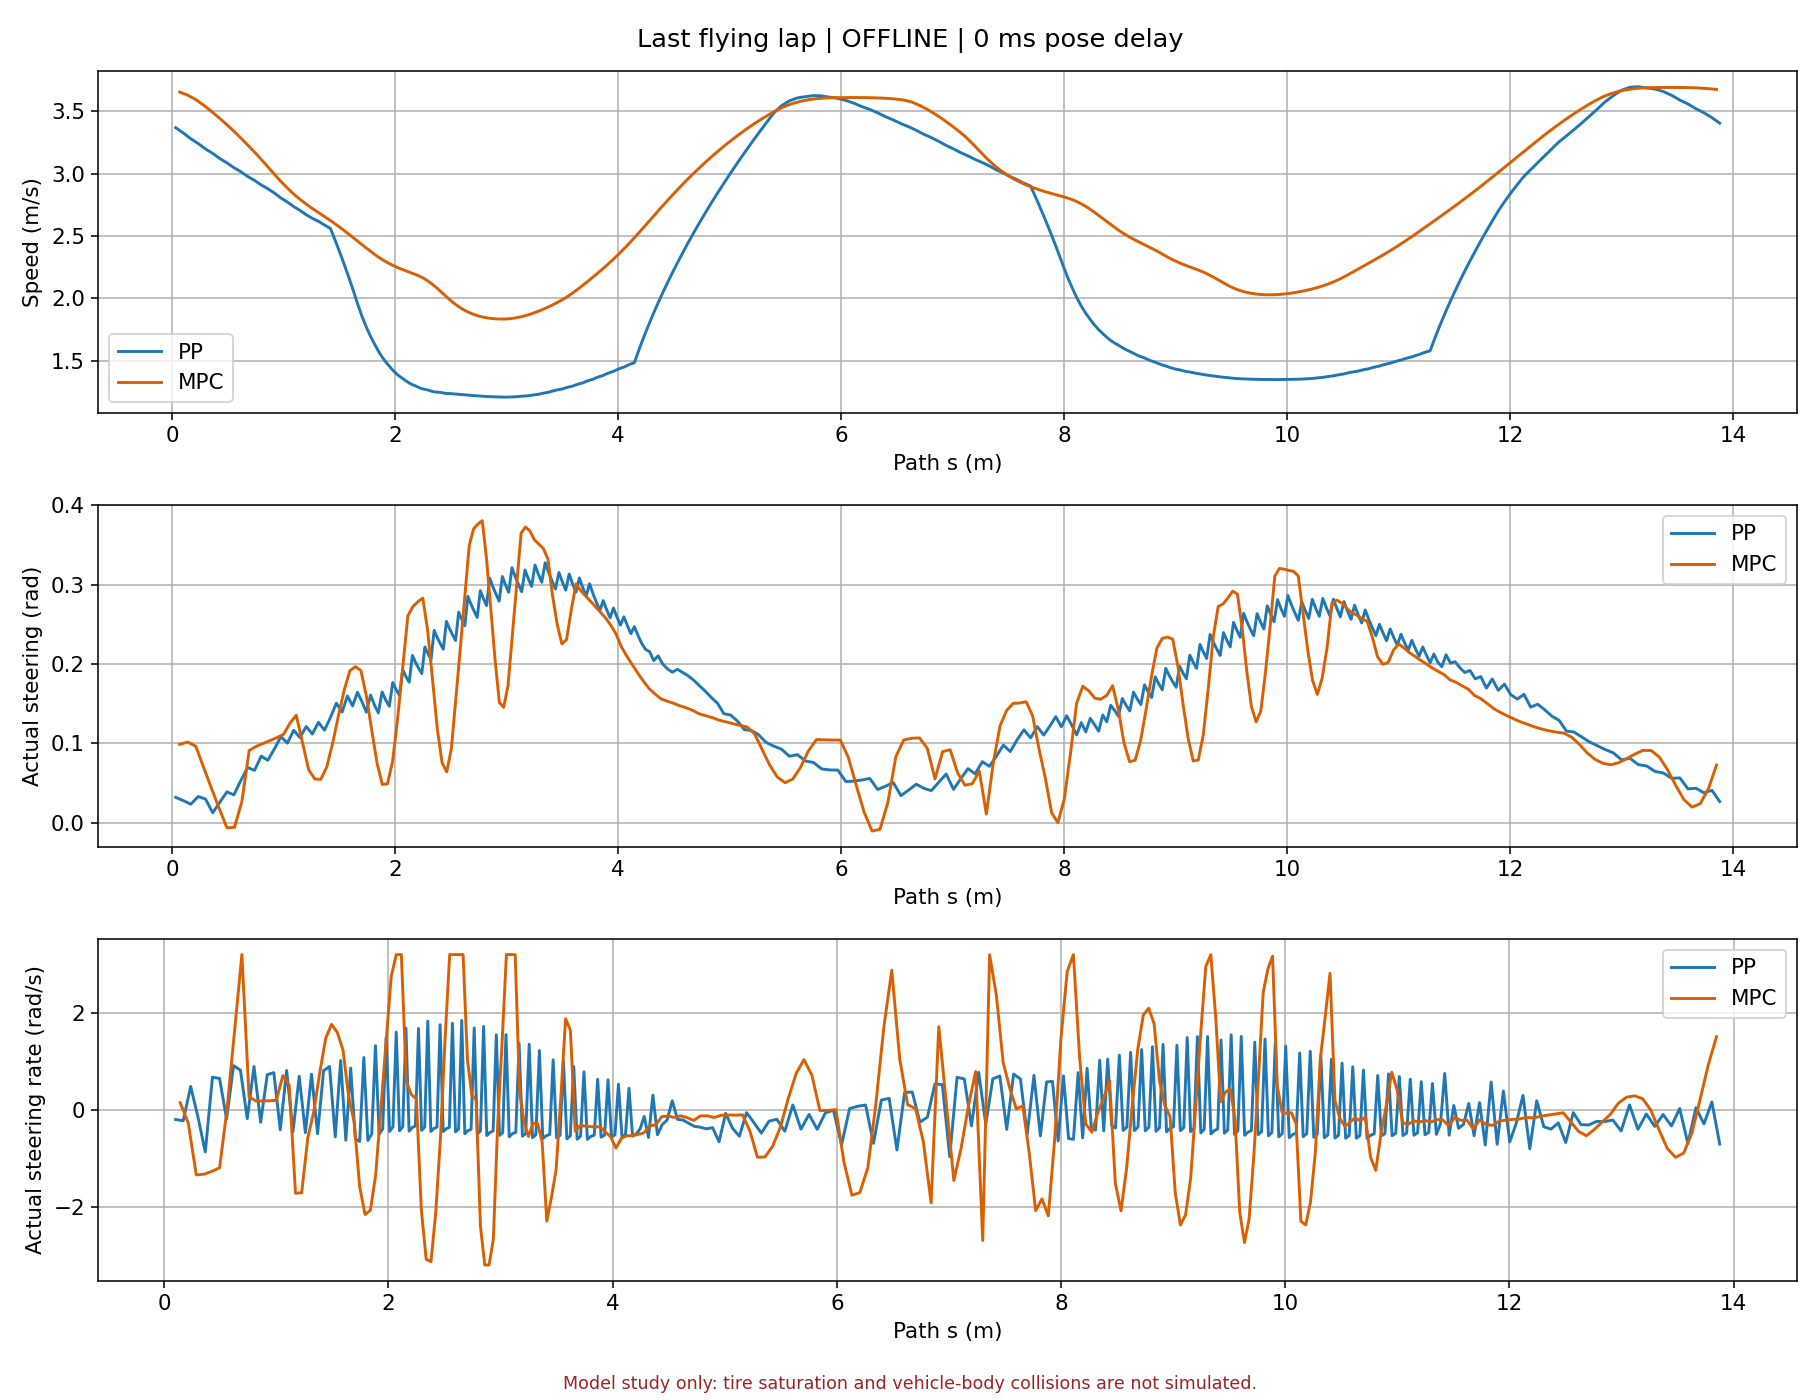 Last flying lap | OFFLINE | 0 ms pose delay
Speed (m/s)
3.5
3.0
2.5
2.0
1.5
PP
MPC
0 2 4 6 8 10 12 14
Path s (m)
Actual steering (rad)
0.4
0.3
0.2
0.1
0.0
PP
MPC
0 2 4 6 8 10 12 14
Path s (m)
Actual steering rate (rad/s)
2
0
−2
PP
MPC
0 2 4 6 8 10 12 14
Path s (m)
Model study only: tire saturation and vehicle-body collisions are not simulated.